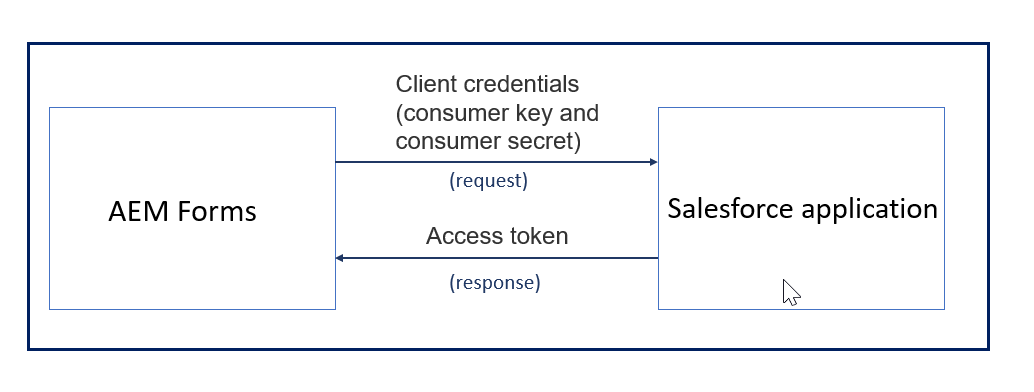 Client credentials
(consumer key and
consumer secret)
(request)
AEM Forms
Salesforce application
Access token
(response)